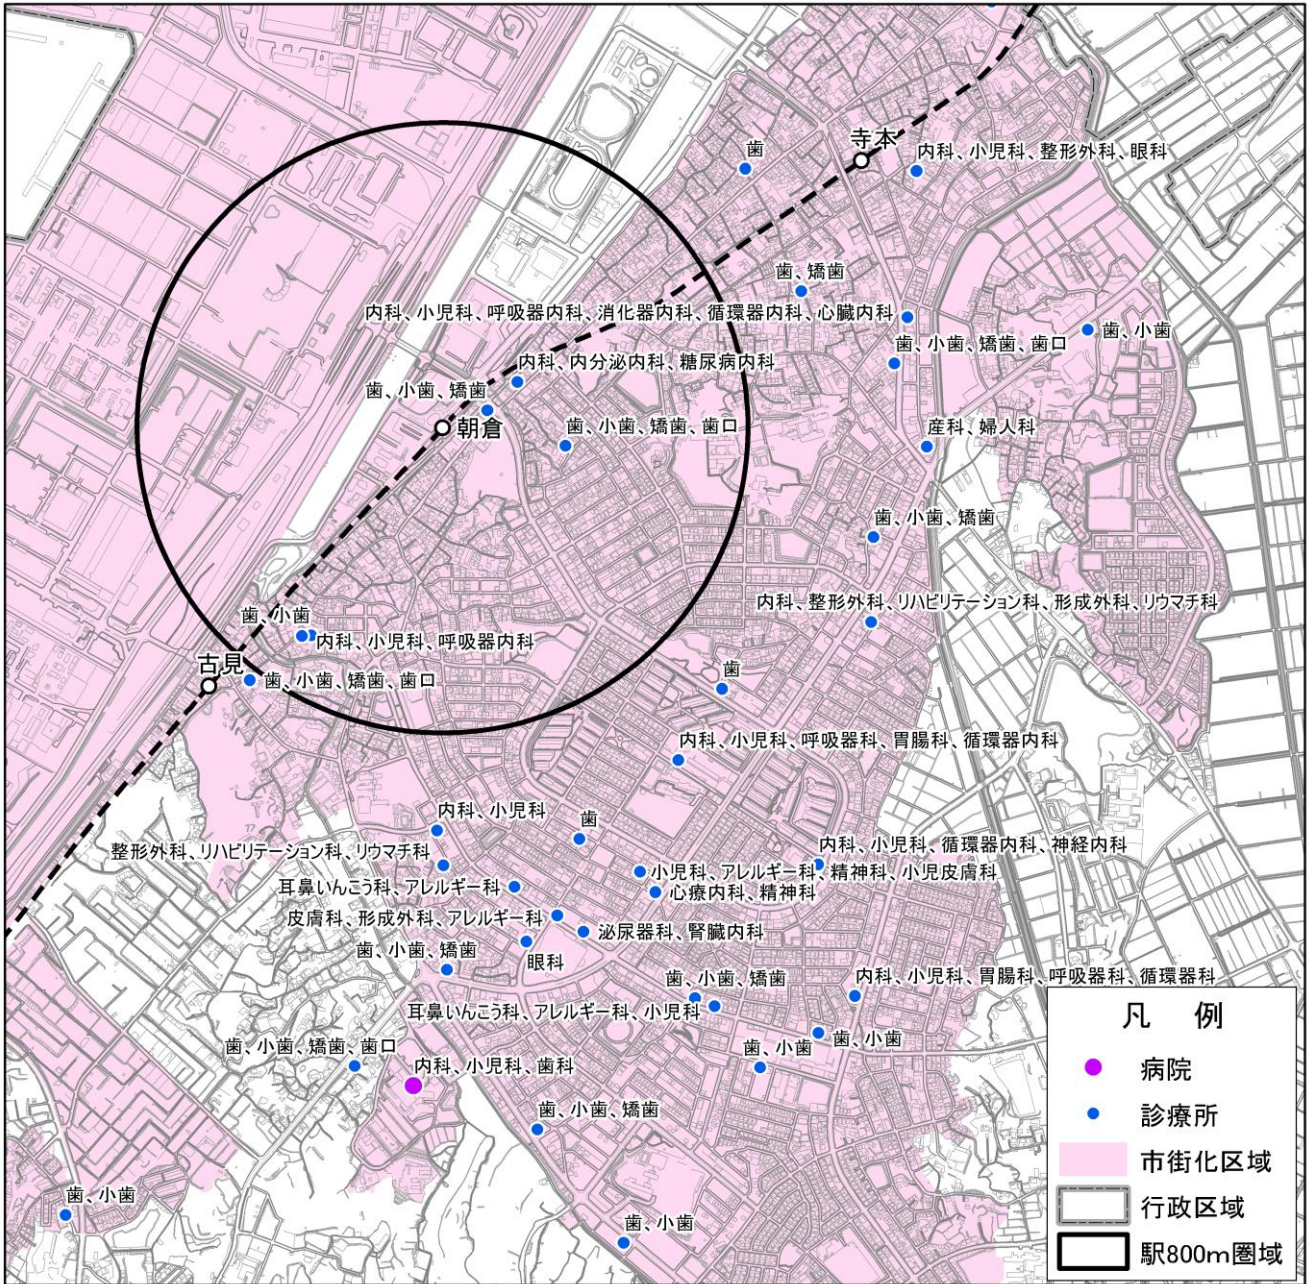 寺本
歯
内科、小児科、整形外科、眼科
歯、矯歯
内科、小児科、呼吸器内科、消化器内科、循環器内科、心臓内科
歯、小歯
歯、小歯、矯歯、歯口
内科、内分泌内科、糖尿病内科
歯、小歯、矯歯
朝倉
歯、小歯、矯歯、歯口
産科、婦人科
歯、小歯、矯歯
内科、整形外科、リハビリテーション科、形成外科、リウマチ科
歯、小歯
内科、小児科、呼吸器内科
古見
歯、小歯、矯歯、歯口
歯
内科、小児科、呼吸器科、胃腸科、循環器内科
内科、小児科
歯
内科、小児科、循環器内科、神経内科
整形外科、リハビリテーション科、リウマチ科
小児科、アレルギー科、精神科、小児皮膚科
耳鼻いんこう科、アレルギー科
心療内科、精神科
皮膚科、形成外科、アレルギー科
泌尿器科、腎臓内科
歯、小歯、矯歯
眼科
歯、小歯、矯歯
内科、小児科、胃腸科、呼吸器科、循環器科
耳鼻いんこう科、アレルギー科、小児科
歯、小歯
歯、小歯、矯歯、歯口
歯、小歯
内科、小児科、歯科
歯、小歯、矯歯
歯、小歯
歯、小歯
凡 例
病院
診療所
市街化区域
行政区域
駅800m圏域